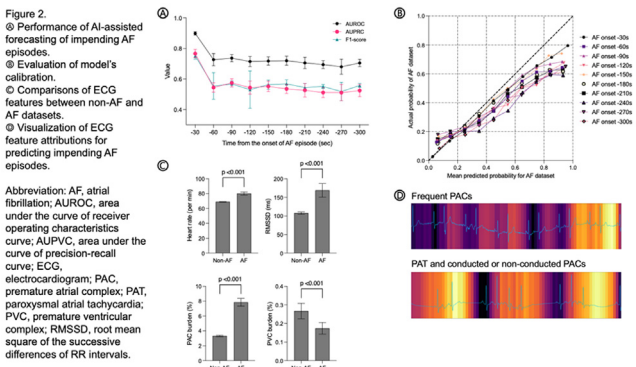 Figure 2.
Ⓐ Performance of AI-assisted
forecasting of impending AF
episodes.
Ⓑ Evaluation of model's
calibration.
Ⓒ Comparisons of ECG
features between non-AF and
AF datasets.
Ⓓ Visualization of ECG
feature attributions for
predicting impending AF
episodes.
Abbreviation: AF, atrial
fibrillation; AUROC, area
under the curve of receiver
operating characteristics
curve; AUPVC, area under the
curve of precision-recall
curve; ECG,
electrocardiogram; PAC,
premature atrial complex; PAT,
paroxysmal atrial tachycardia;
PVC, premature ventricular
complex; RMSSD, root mean
square of the successive
differences of RR intervals.
Ⓐ
1.0
0.8
0.6
0.4
Value
-30 -60 -90 -120 -150 -180 -210 -240 -270 -300
Time from the onset of AF episode (sec)
AUROC
AUPRC
F1-score
Ⓑ
1.0
0.8
0.6
0.4
0.2
0.0
Actual probability of AF
dataset
0.0 0.2 0.4 0.6 0.8 1.0
Mean predicted probability for AF dataset
AF onset -30s
AF onset -60s
AF onset -90s
AF onset -120s
AF onset -150s
AF onset -180s
AF onset -210s
AF onset -240s
AF onset -270s
AF onset -300s
Ⓒ
p <0.001
100
80
60
40
20
0
Heart rate (per min)
Non-AF AF
p <0.001
200
150
100
50
0
RMSSD (ms)
Non-AF AF
p <0.001
10
8
6
4
2
0
PAC burden (%)
Non-AF AF
p <0.001
0.4
0.3
0.2
0.1
0.0
PVC burden (%)
Non-AF AF
Ⓓ
Frequent PACs
PAT and conducted or non-conducted PACs